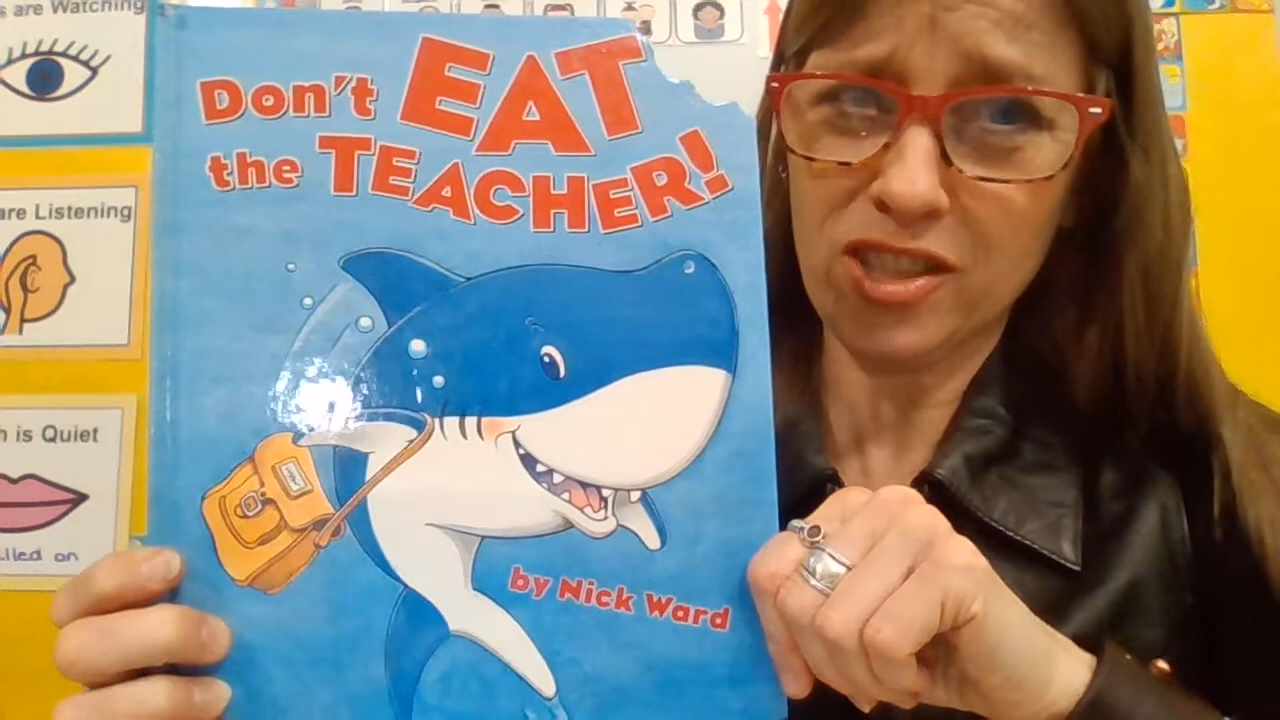 s are Watching
are Listening
h is Quiet
lled on
Don't EAT
the TEACHER!
by Nick Ward